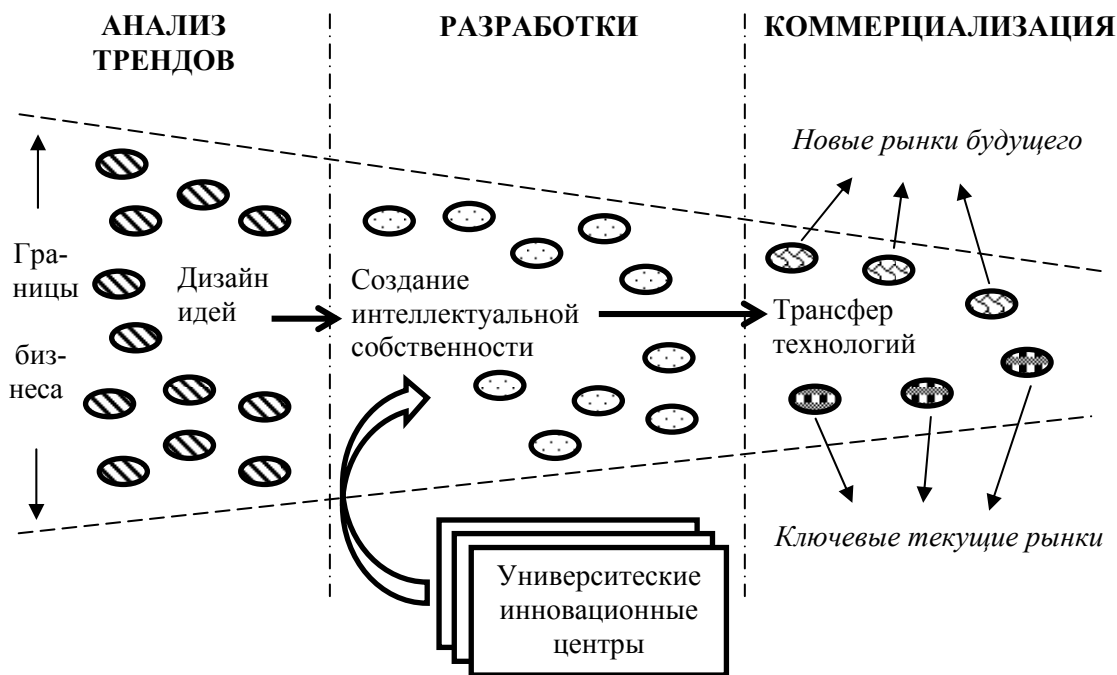 АНАЛИЗ
ТРЕНДОВ
РАЗРАБОТКИ
КОММЕРЦИАЛИЗАЦИЯ
Новые рынки будущего
Гра-
ницы
биз-
неса
Дизайн
идей
Создание
интеллектуальной
собственности
Трансфер
технологий
Ключевые текущие рынки
Университеские
инновационные
центры